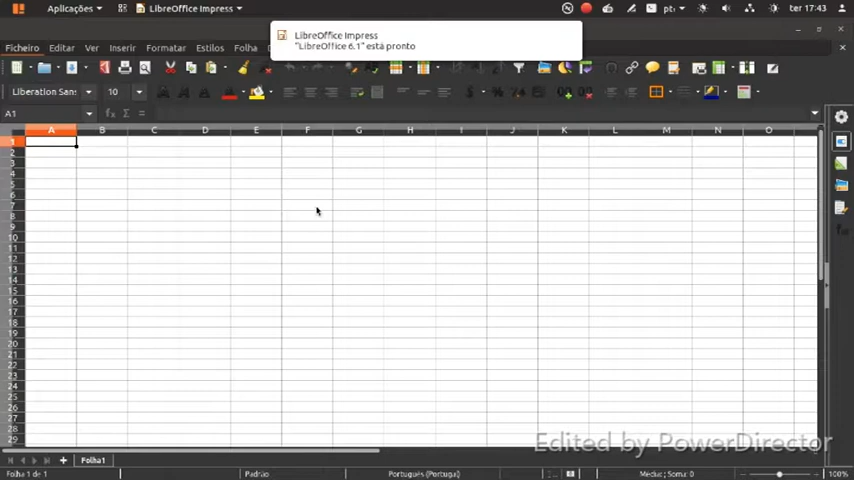 Aplicações
LibreOffice Impress
pt
ter 17:43
LibreOffice Impress
"LibreOffice 6.1" está pronto
Ficheiro Editar Ver Inserir Formatar Estilos Folha
Liberation Sans 10
A1
A B C D E F G H I J K L M N O
1
2
3
4
5
6
7
8
9
10
11
12
13
14
15
16
17
18
19
20
21
22
23
24
25
26
27
28
29
Edited by PowerDirector
Folha1
Folha 1 de 1 Padrão Português (Portugal) Média: ; Soma: 0 100%